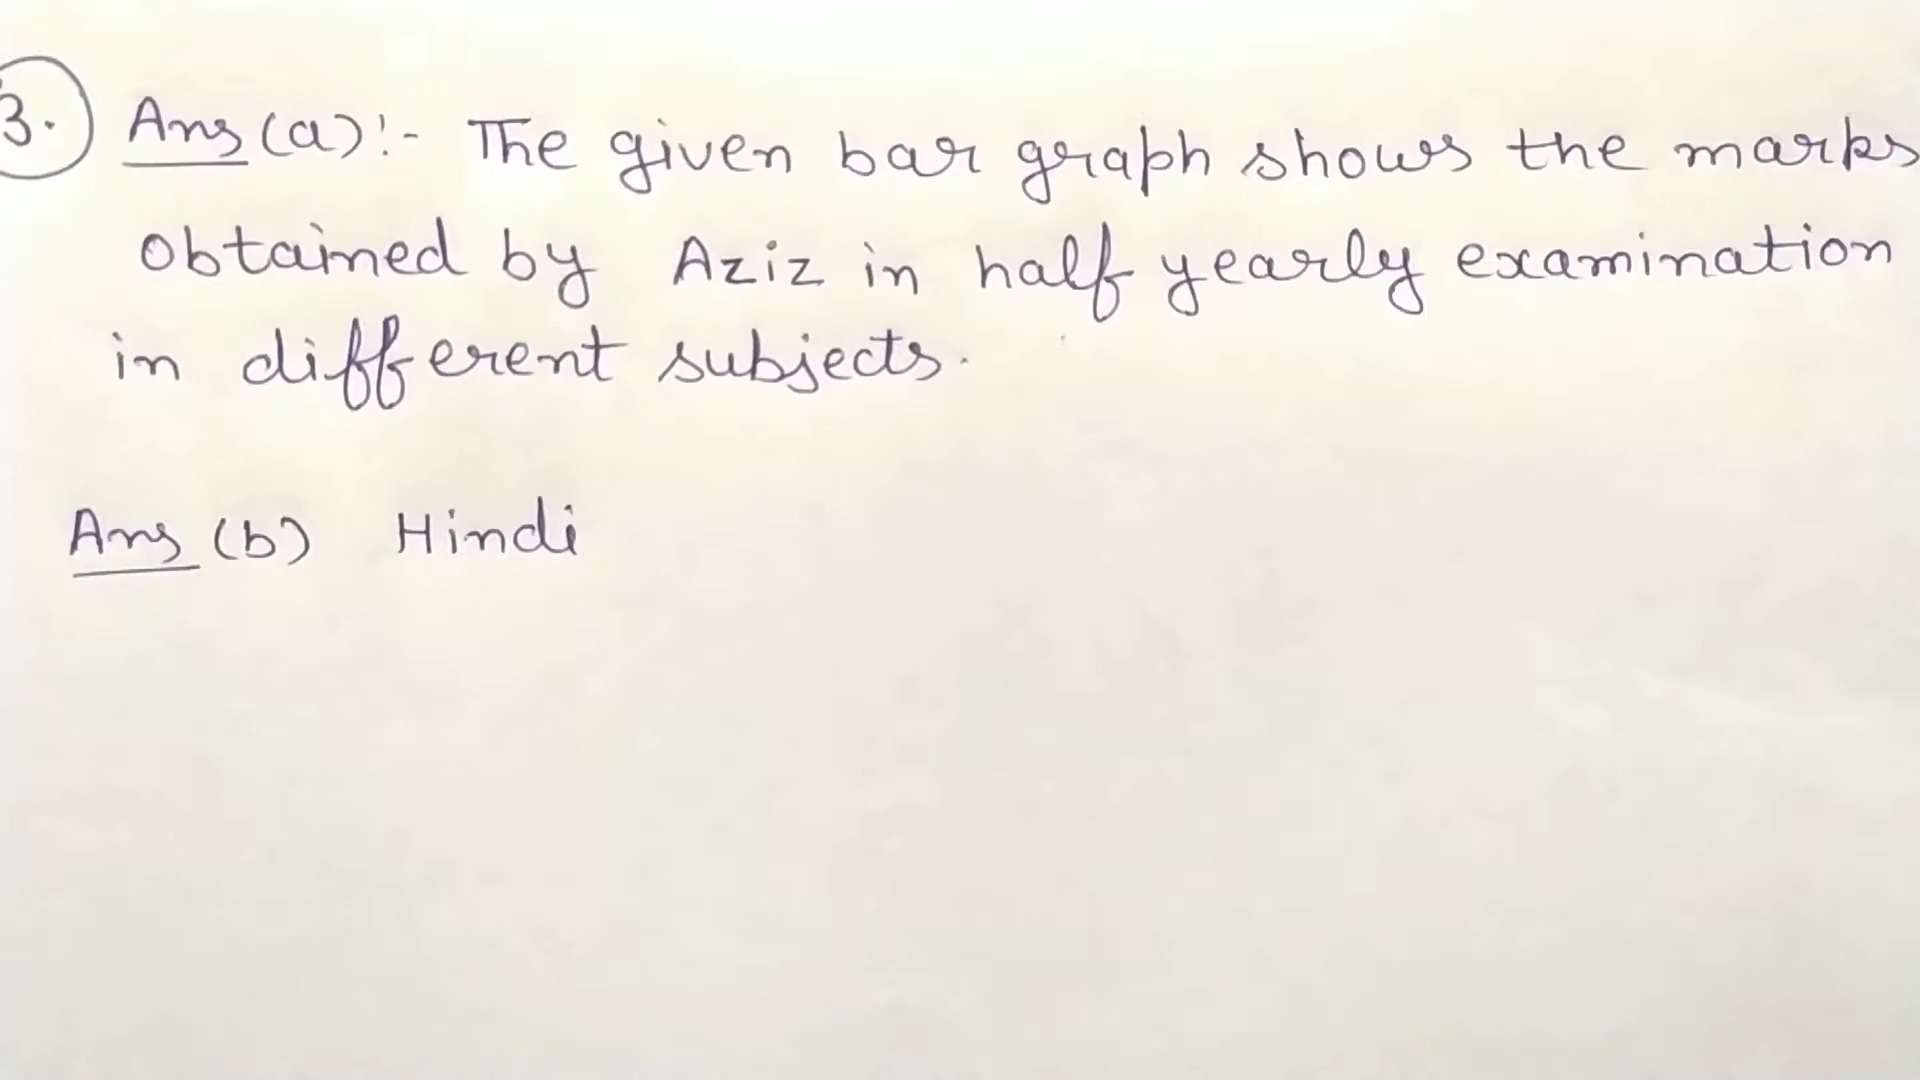 3. Ans (a):- The given bar graph shows the marks
obtained by Aziz in half yearly examination
in different subjects.
Ans (b) Hindi